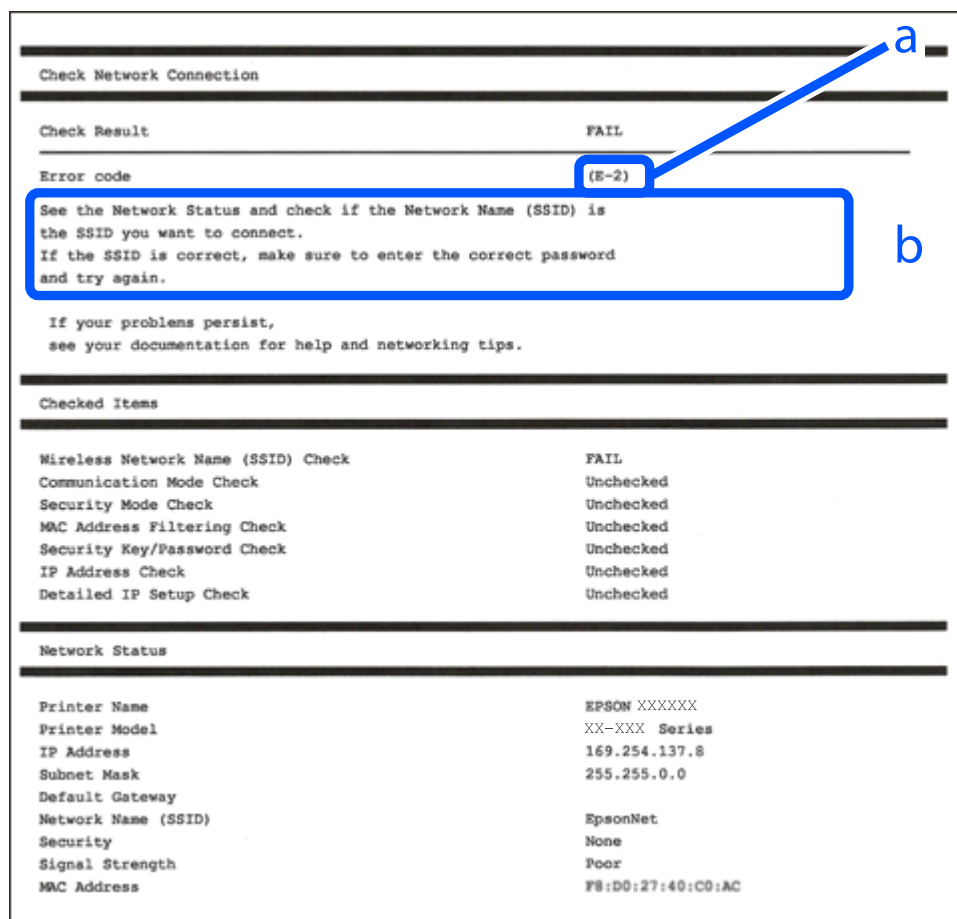 a
Check Network Connection
Check Result FAIL
Error code (E-2)
See the Network Status and check if the Network Name (SSID) is
the SSID you want to connect.
If the SSID is correct, make sure to enter the correct password
and try again.
b
If your problems persist,
see your documentation for help and networking tips.
Checked Items
Wireless Network Name (SSID) Check FAIL
Communication Mode Check Unchecked
Security Mode Check Unchecked
MAC Address Filtering Check Unchecked
Security Key/Password Check Unchecked
IP Address Check Unchecked
Detailed IP Setup Check Unchecked
Network Status
Printer Name EPSON XXXXXX
Printer Model XX-XXX Series
IP Address 169.254.137.8
Subnet Mask 255.255.0.0
Default Gateway
Network Name (SSID) EpsonNet
Security None
Signal Strength Poor
MAC Address F8:D0:27:40:C0:AC